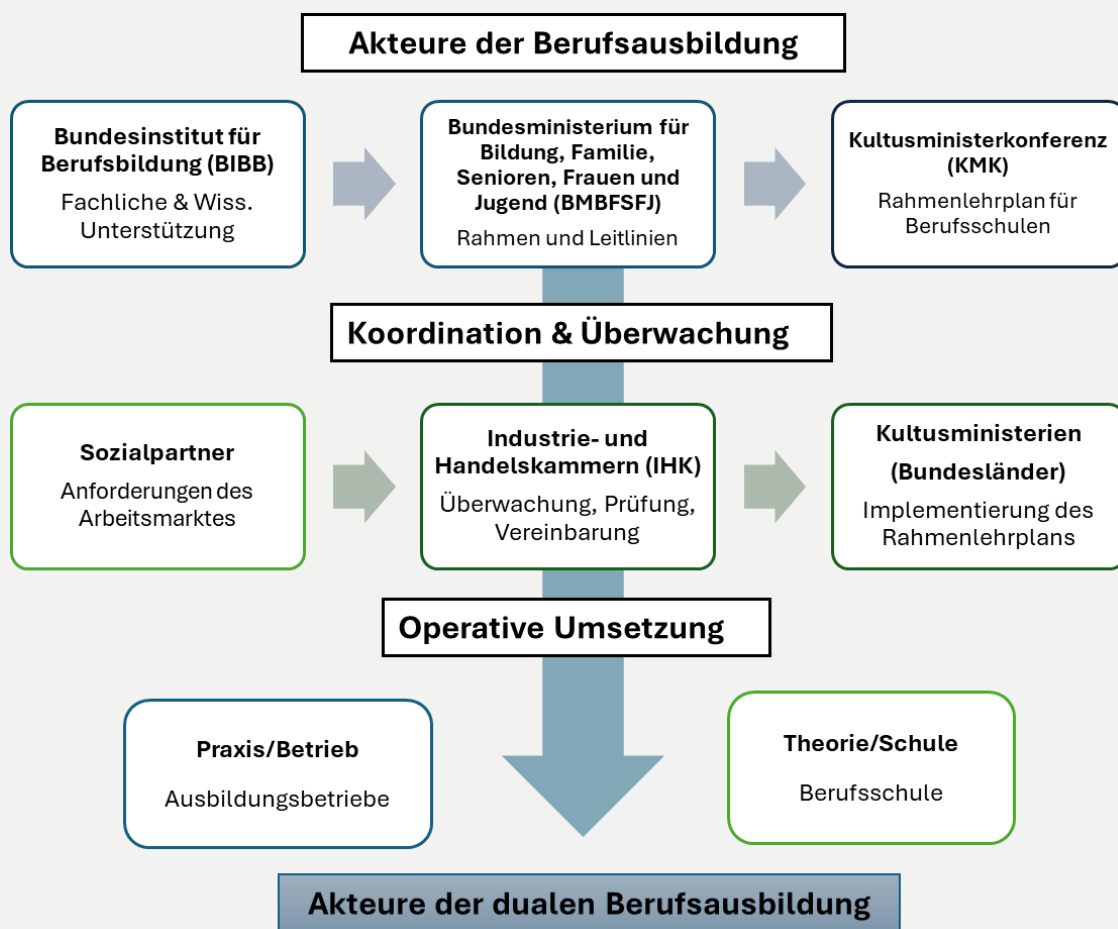 Akteure der Berufsausbildung
Bundesinstitut für
Berufsbildung (BIBB)
Fachliche & Wiss.
Unterstützung
Bundesministerium für
Bildung, Familie,
Senioren, Frauen und
Jugend (BMBFSFJ)
Rahmen und Leitlinien
Kultusministerkonferenz
(KMK)
Rahmenlehrplan für
Berufsschulen
Koordination & Überwachung
Sozialpartner
Anforderungen des
Arbeitsmarktes
Industrie- und
Handelskammern (IHK)
Überwachung, Prüfung,
Vereinbarung
Kultusministerien
(Bundesländer)
Implementierung des
Rahmenlehrplans
Operative Umsetzung
Praxis/Betrieb
Ausbildungsbetriebe
Theorie/Schule
Berufsschule
Akteure der dualen Berufsausbildung